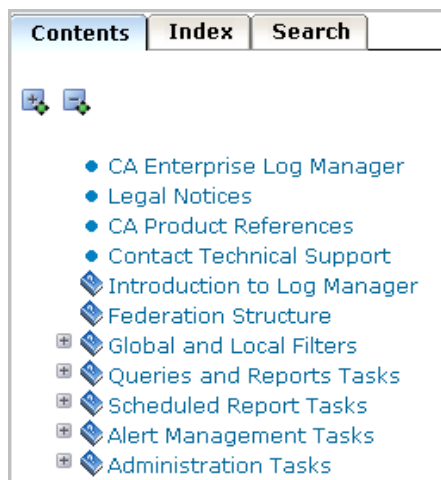 Contents Index Search
CA Enterprise Log Manager
Legal Notices
CA Product References
Contact Technical Support
Introduction to Log Manager
Federation Structure
Global and Local Filters
Queries and Reports Tasks
Scheduled Report Tasks
Alert Management Tasks
Administration Tasks